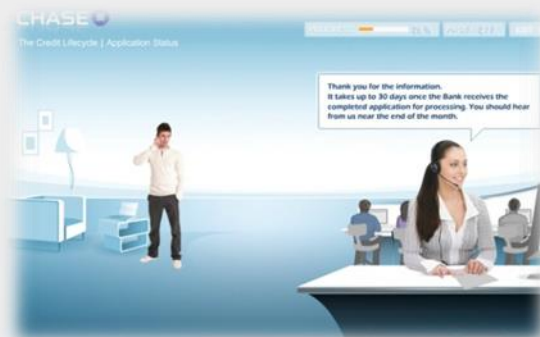 CHASE
The Credit Lifecycle | Application Status
Thank you for the information.
It takes up to 30 days once the Bank receives the
completed application for processing. You should hear
from us near the end of the month.